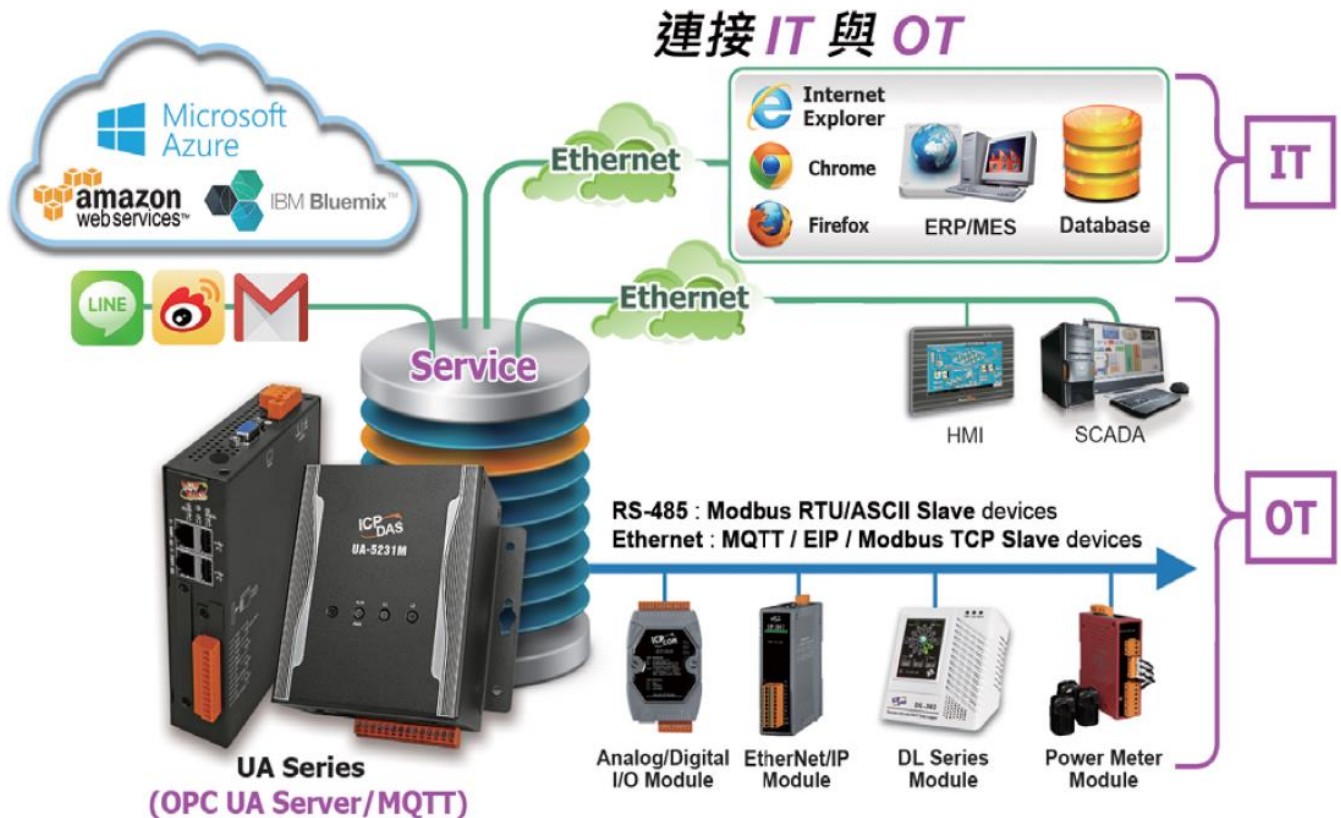 連接 IT 與 OT
Microsoft
Azure
amazon
webservices™
IBM Bluemix™
Ethernet
Internet
Explorer
Chrome
Firefox
ERP/MES
Database
IT
LINE
Ethernet
Service
HMI
SCADA
ICP
DAS
UA-5231M
RS-485 : Modbus RTU/ASCII Slave devices
Ethernet : MQTT / EIP / Modbus TCP Slave devices
OT
UA Series
(OPC UA Server/MQTT)
Analog/Digital
I/O Module
EtherNet/IP
Module
DL Series
Module
Power Meter
Module